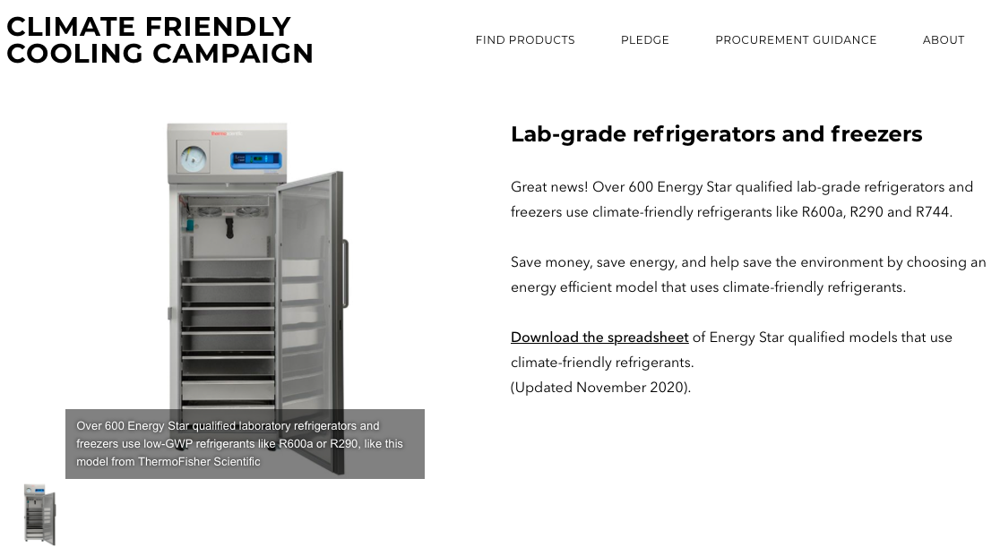 CLIMATE FRIENDLY
COOLING CAMPAIGN
FIND PRODUCTS
PLEDGE
PROCUREMENT GUIDANCE
ABOUT
thermoscientific
Lab-grade refrigerators and freezers
Great news! Over 600 Energy Star qualified lab-grade refrigerators and
freezers use climate-friendly refrigerants like R600a, R290 and R744.
Save money, save energy, and help save the environment by choosing an
energy efficient model that uses climate-friendly refrigerants.
Download the spreadsheet of Energy Star qualified models that use
climate-friendly refrigerants.
(Updated November 2020).
Over 600 Energy Star qualified laboratory refrigerators and
freezers use low-GWP refrigerants like R600a or R290, like this
model from ThermoFisher Scientific